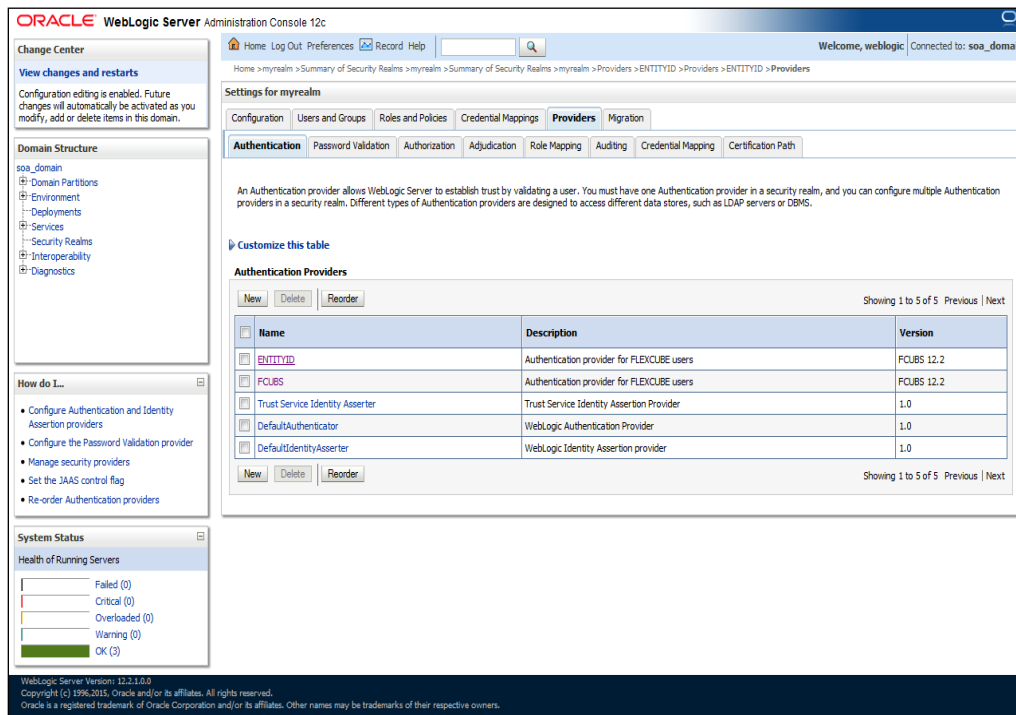 ORACLE WebLogic Server Administration Console 12c
Change Center
View changes and restarts
Configuration editing is enabled. Future
changes will automatically be activated as you
modify, add or delete items in this domain.
Domain Structure
soa_domain
Domain Partitions
Environment
Deployments
Services
Security Realms
Interoperability
Diagnostics
How do I...
Configure Authentication and Identity
Assertion providers
Configure the Password Validation provider
Manage security providers
Set the JAAS control flag
Re-order Authentication providers
System Status
Health of Running Servers
Failed (0)
Critical (0)
Overloaded (0)
Warning (0)
OK (3)
Home Log Out Preferences Record Help
Welcome, weblogic Connected to: soa_domai
Home >myrealm >Summary of Security Realms >myrealm >Summary of Security Realms >myrealm >Providers >ENTITYID >Providers >ENTITYID >Providers
Settings for myrealm
Configuration Users and Groups Roles and Policies Credential Mappings Providers Migration
Authentication Password Validation Authorization Adjudication Role Mapping Auditing Credential Mapping Certification Path
An Authentication provider allows WebLogic Server to establish trust by validating a user. You must have one Authentication provider in a security realm, and you can configure multiple Authentication
providers in a security realm. Different types of Authentication providers are designed to access different data stores, such as LDAP servers or DBMS.
Customize this table
Authentication Providers
New Delete Reorder Showing 1 to 5 of 5 Previous | Next
Name Description Version
ENTITYID Authentication provider for FLEXCUBE users FCUBS 12.2
FCUBS Authentication provider for FLEXCUBE users FCUBS 12.2
Trust Service Identity Asserter Trust Service Identity Assertion Provider 1.0
DefaultAuthenticator WebLogic Authentication Provider 1.0
DefaultIdentityAsserter WebLogic Identity Assertion provider 1.0
New Delete Reorder Showing 1 to 5 of 5 Previous | Next
WebLogic Server Version: 12.2.1.0.0
Copyright (c) 1996,2015, Oracle and/or its affiliates. All rights reserved.
Oracle is a registered trademark of Oracle Corporation and/or its affiliates. Other names may be trademarks of their respective owners.